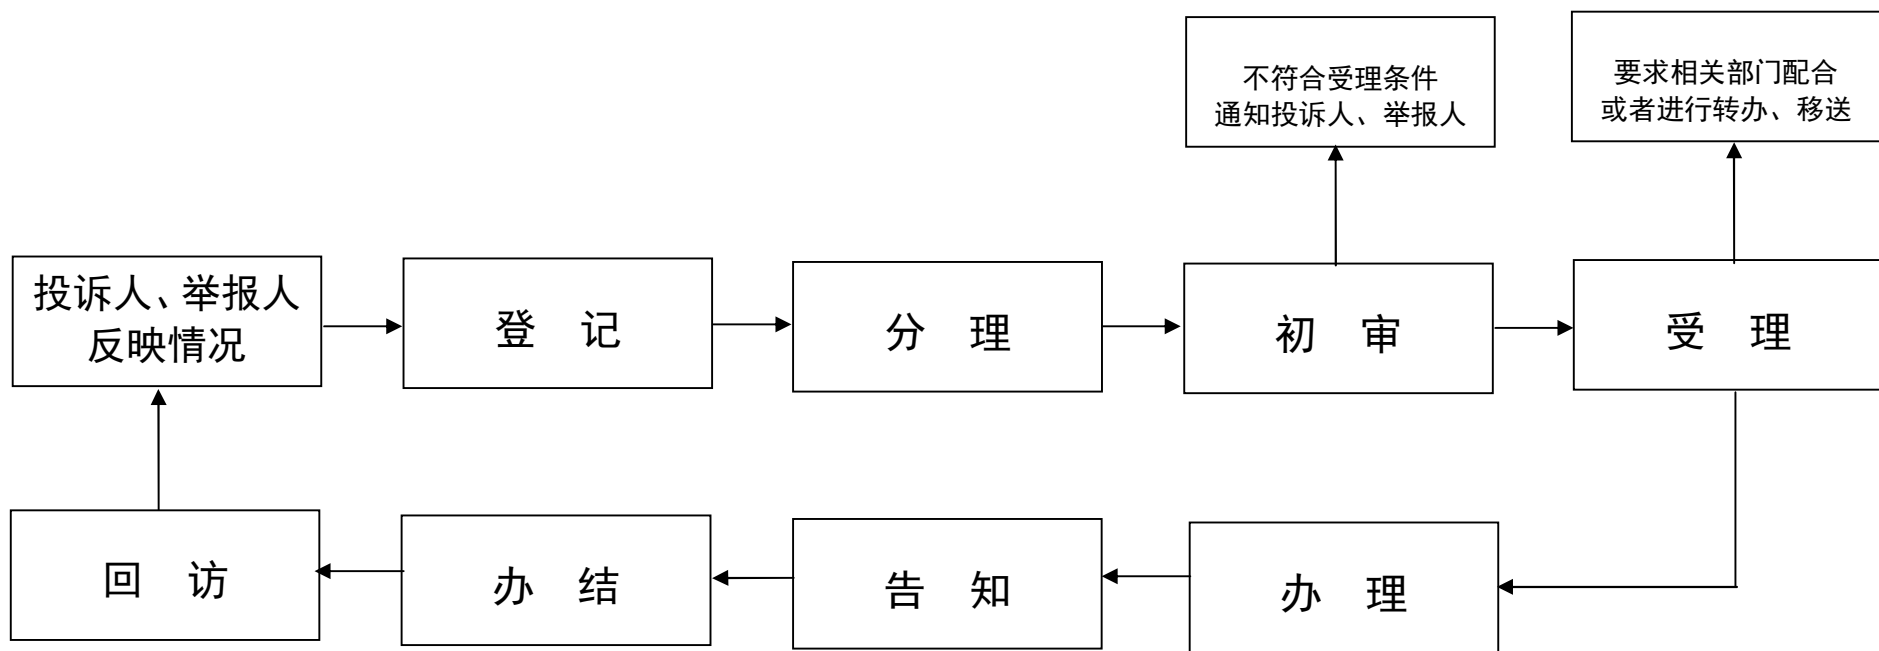 不符合受理条件
通知投诉人、举报人
要求相关部门配合
或者进行转办、移送
投诉人、举报人
反映情况
登 记
分 理
初 审
受 理
回 访
办 结
告 知
办 理